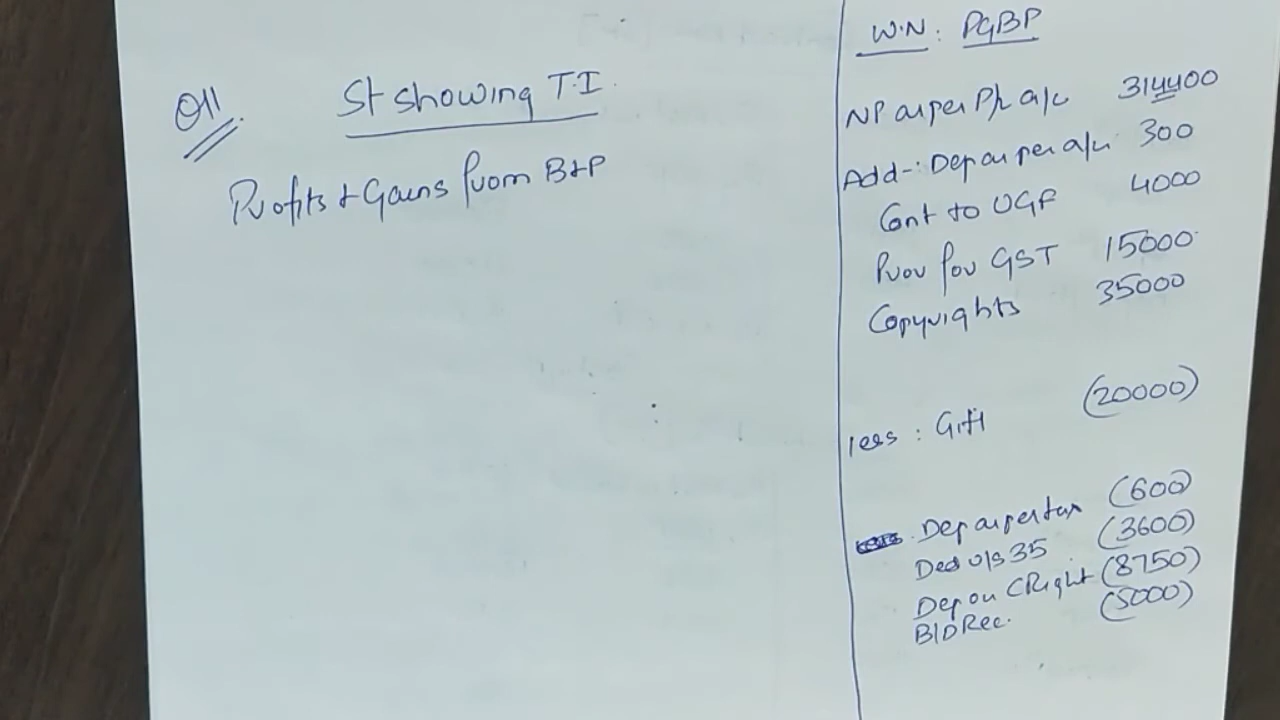 Q11.
St showing T.I.
Profits & Gains from B&P
W.N : PGBP
NP as per P/L a/c 314400
Add-: Dep as per a/c 300
Cont to UGF 4000
Prov for GST 15000
Copyrights 35000
less : Gift (20000)
Dep as per tax (600)
Ded u/s 35 (3600)
Dep on CRight (8750)
B/D Rec. (5000)